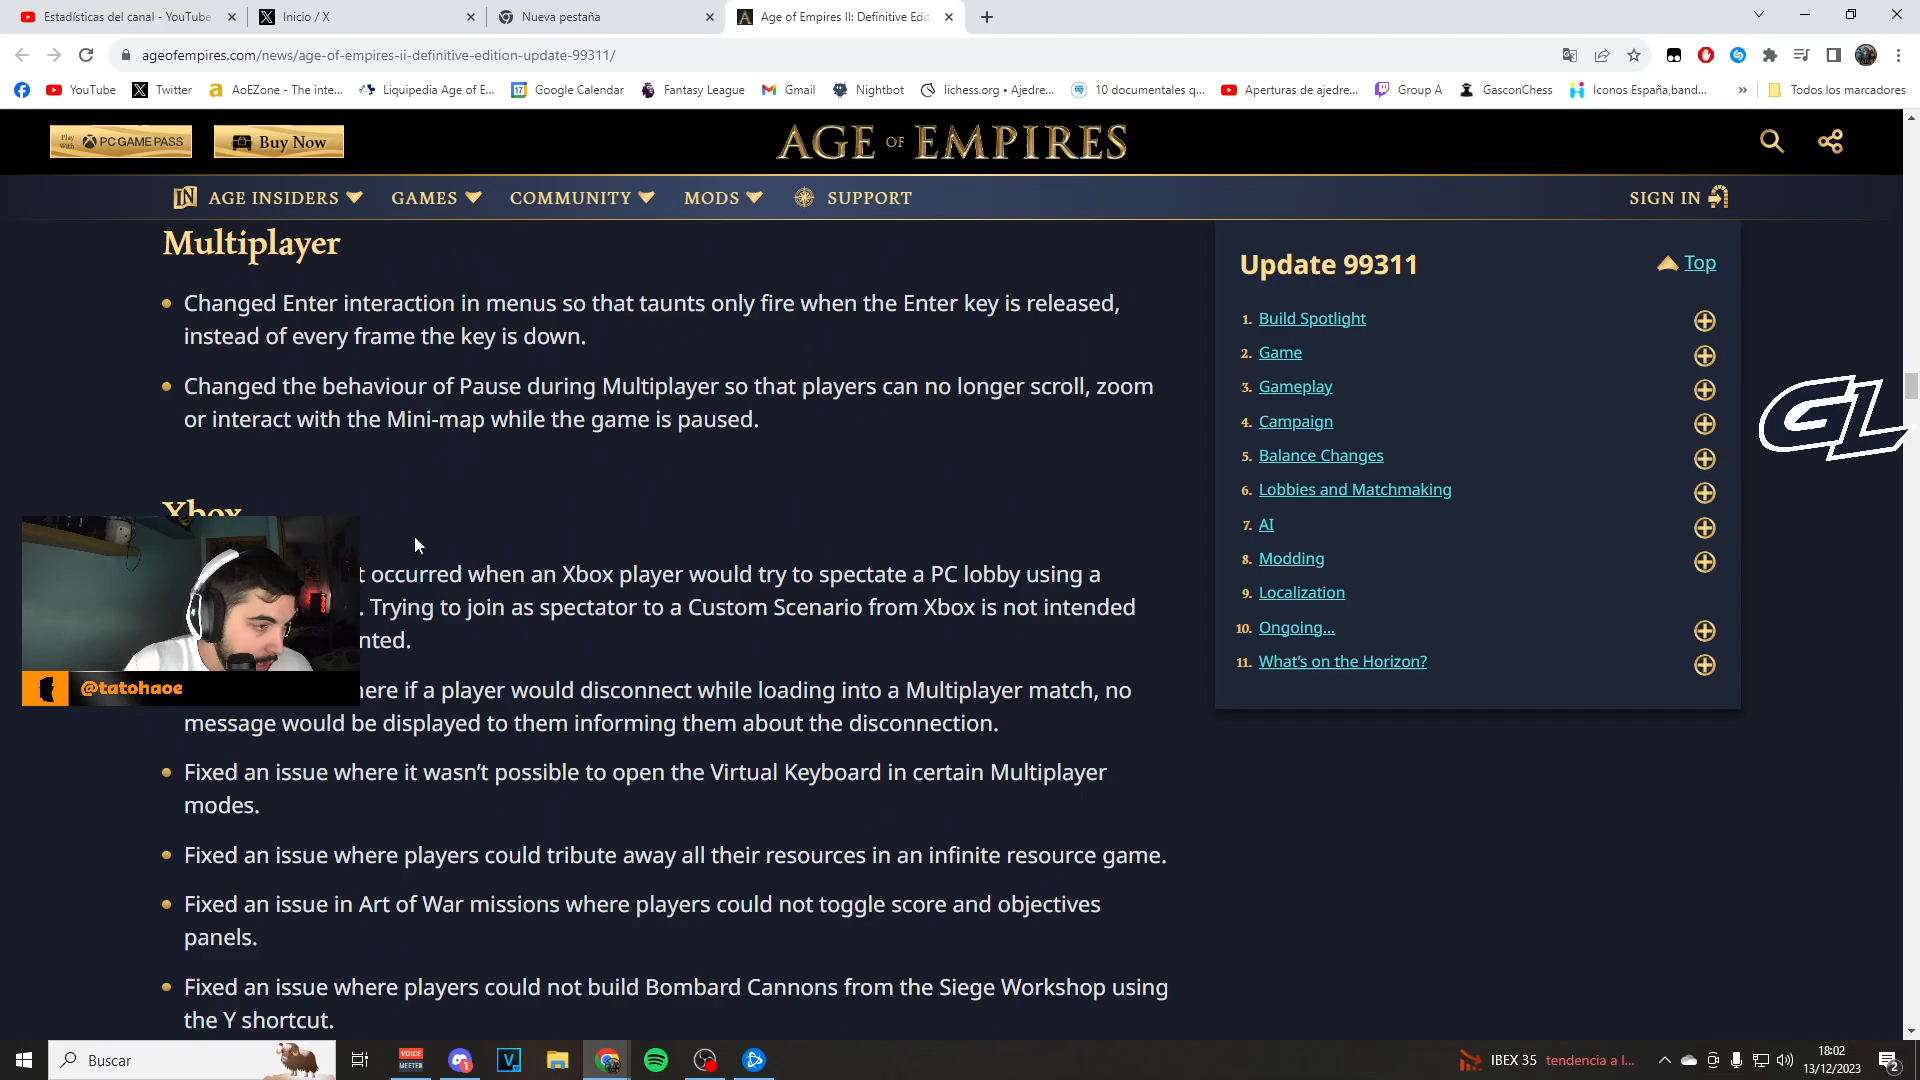 Estadísticas del canal - YouTube
Inicio / X
Nueva pestaña
Age of Empires II: Definitive Edit
ageofempires.com/news/age-of-empires-ii-definitive-edition-update-99311/
YouTube
Twitter
AoEZone - The inte...
Liquipedia Age of E...
17
Google Calendar
Fantasy League
Gmail
Nightbot
lichess.org • Ajedre...
10 documentales q...
Aperturas de ajedre...
Group A
GasconChess
Iconos España,band...
»
Todos los marcadores
Play With PC GAME PASS
Buy Now
AGE OF EMPIRES
IN AGE INSIDERS
GAMES
COMMUNITY
MODS
SUPPORT
SIGN IN
Multiplayer
Changed Enter interaction in menus so that taunts only fire when the Enter key is released,
instead of every frame the key is down.
Changed the behaviour of Pause during Multiplayer so that players can no longer scroll, zoom
or interact with the Mini-map while the game is paused.
Xbox
t occurred when an Xbox player would try to spectate a PC lobby using a
. Trying to join as spectator to a Custom Scenario from Xbox is not intended
nted.
here if a player would disconnect while loading into a Multiplayer match, no
message would be displayed to them informing them about the disconnection.
Fixed an issue where it wasn't possible to open the Virtual Keyboard in certain Multiplayer
modes.
Fixed an issue where players could tribute away all their resources in an infinite resource game.
Fixed an issue in Art of War missions where players could not toggle score and objectives
panels.
Fixed an issue where players could not build Bombard Cannons from the Siege Workshop using
the Y shortcut.
@tatohaoe
Update 99311
Top
1. Build Spotlight
2. Game
3. Gameplay
4. Campaign
5. Balance Changes
6. Lobbies and Matchmaking
7. AI
8. Modding
9. Localization
10. Ongoing...
11. What's on the Horizon?
GL
Buscar
VOICE MEETER
1
V
IBEX 35 tendencia a l...
18:02
13/12/2023
2